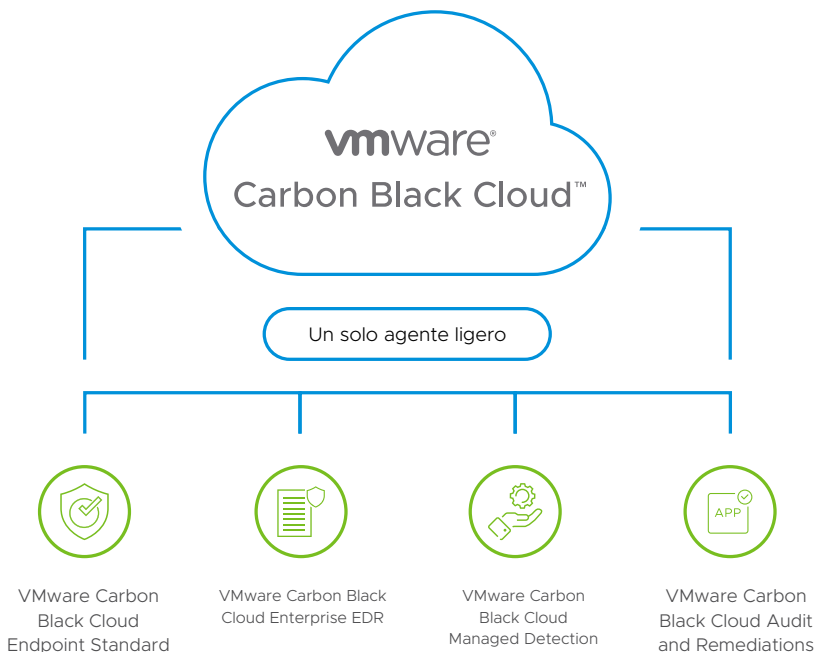 vmware®
Carbon Black Cloud™
Un solo agente ligero
APP
VMware Carbon
Black Cloud
Endpoint Standard
VMware Carbon Black
Cloud Enterprise EDR
VMware Carbon
Black Cloud
Managed Detection
VMware Carbon
Black Cloud Audit
and Remediations